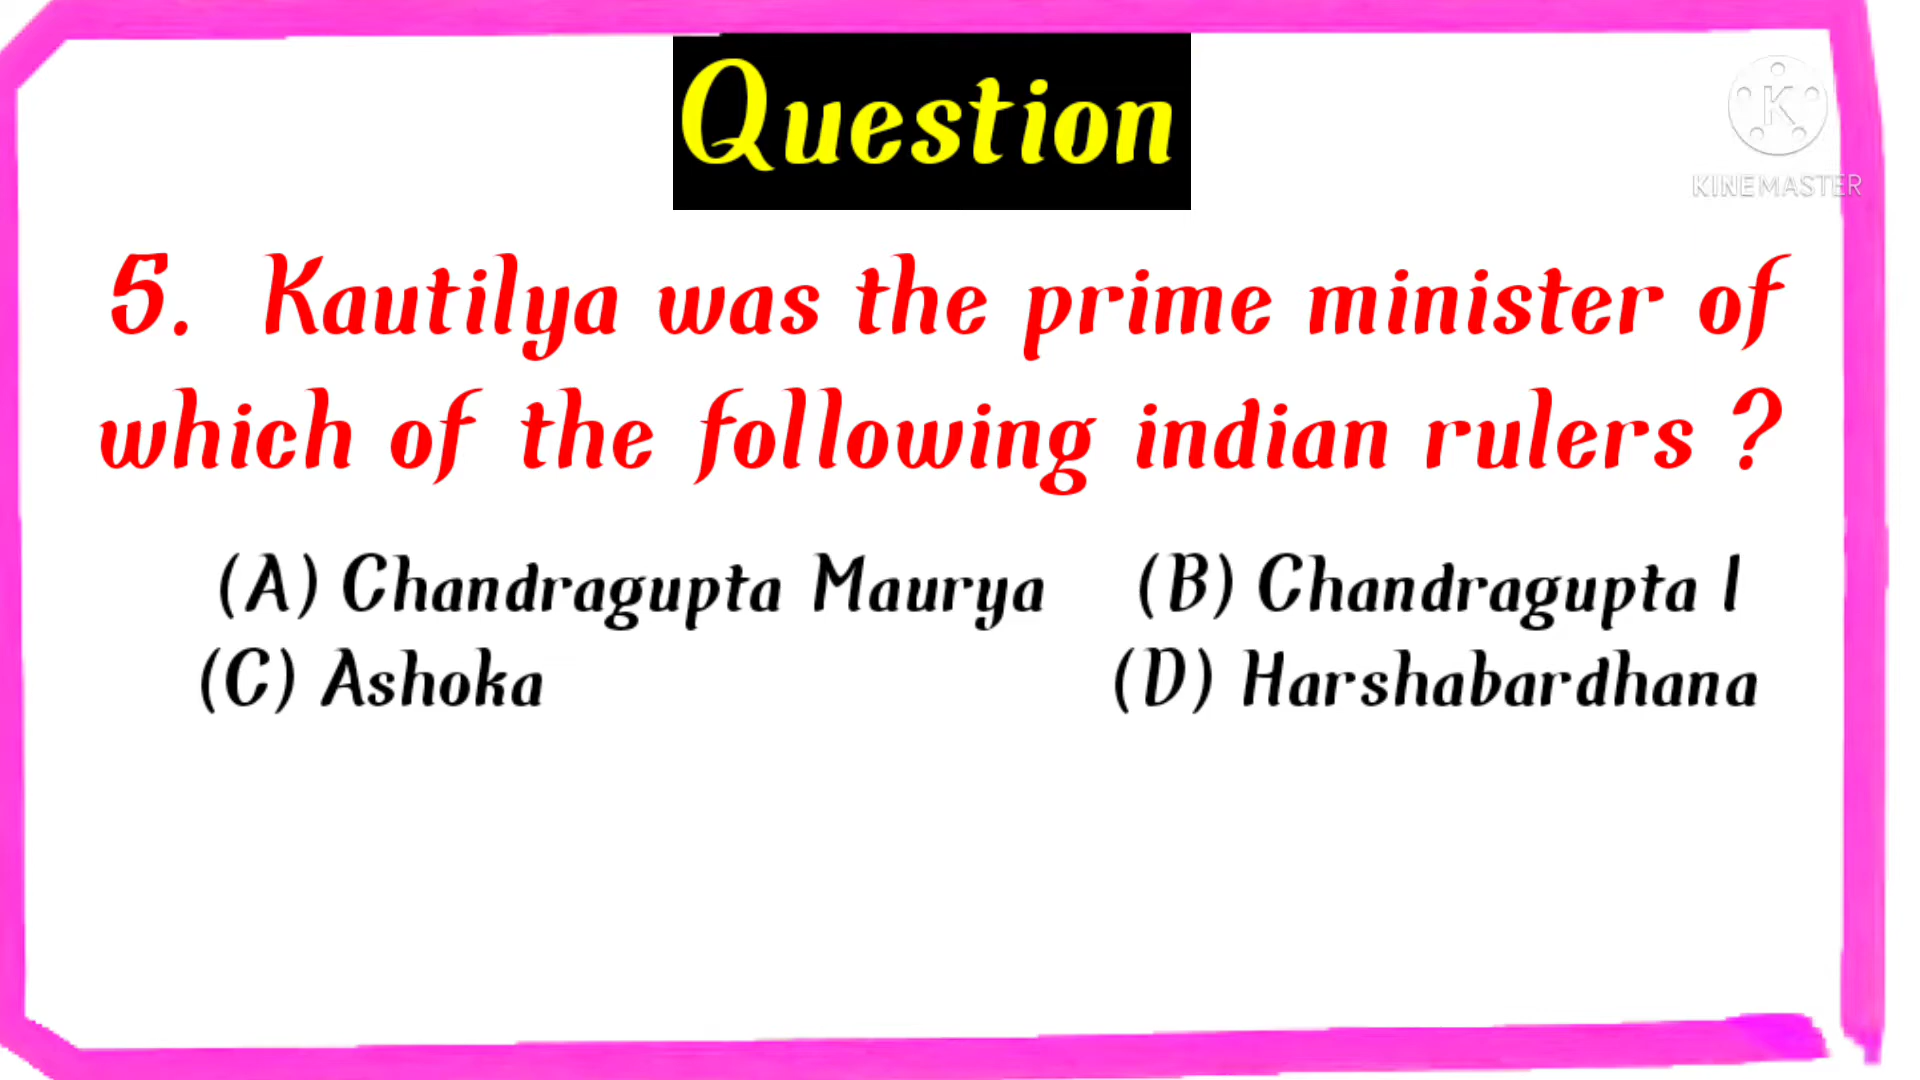 Question
KINEMASTER
5. Kautilya was the prime minister of
which of the following indian rulers ?
(A) Chandragupta Maurya (B) Chandragupta I
(C) Ashoka (D) Harshabardhana